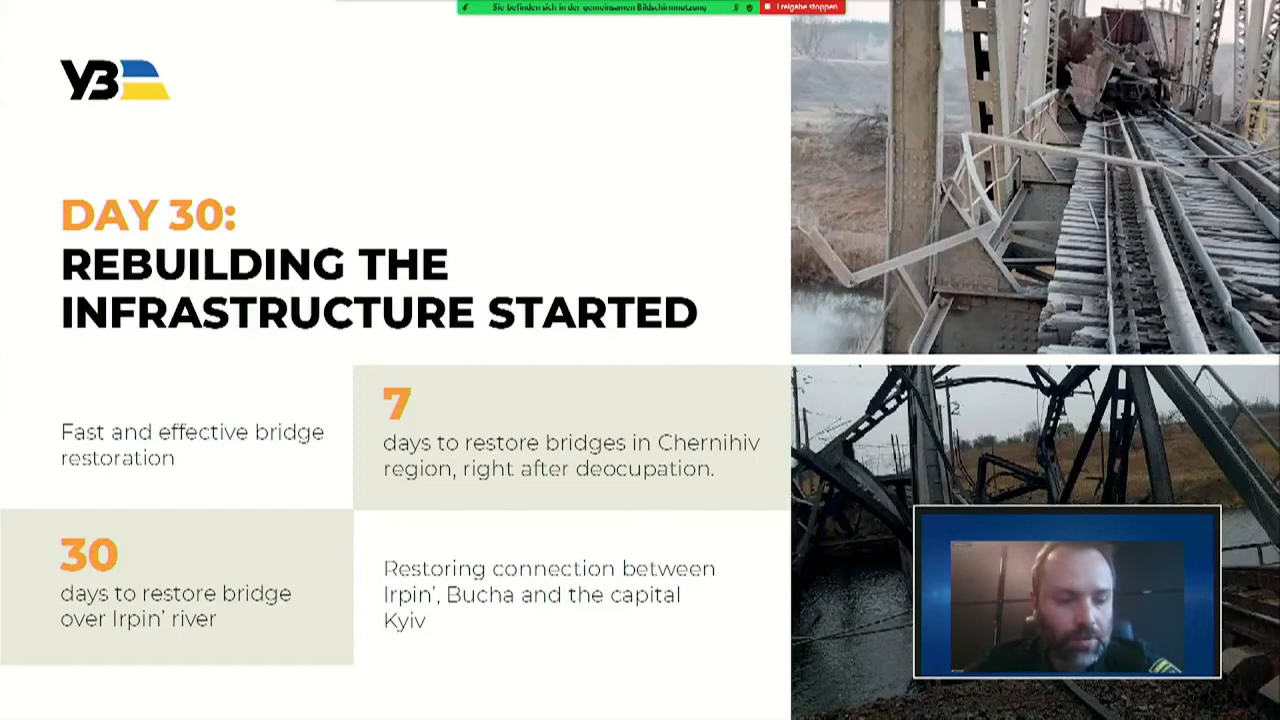 Sie befinden sich in der gemeinsamen Bildschirmnutzung
Freigabe stoppen
УЗ
DAY 30:
REBUILDING THE
INFRASTRUCTURE STARTED
Fast and effective bridge
restoration
7
days to restore bridges in Chernihiv
region, right after deocupation.
30
days to restore bridge
over Irpin' river
Restoring connection between
Irpin', Bucha and the capital
Kyiv